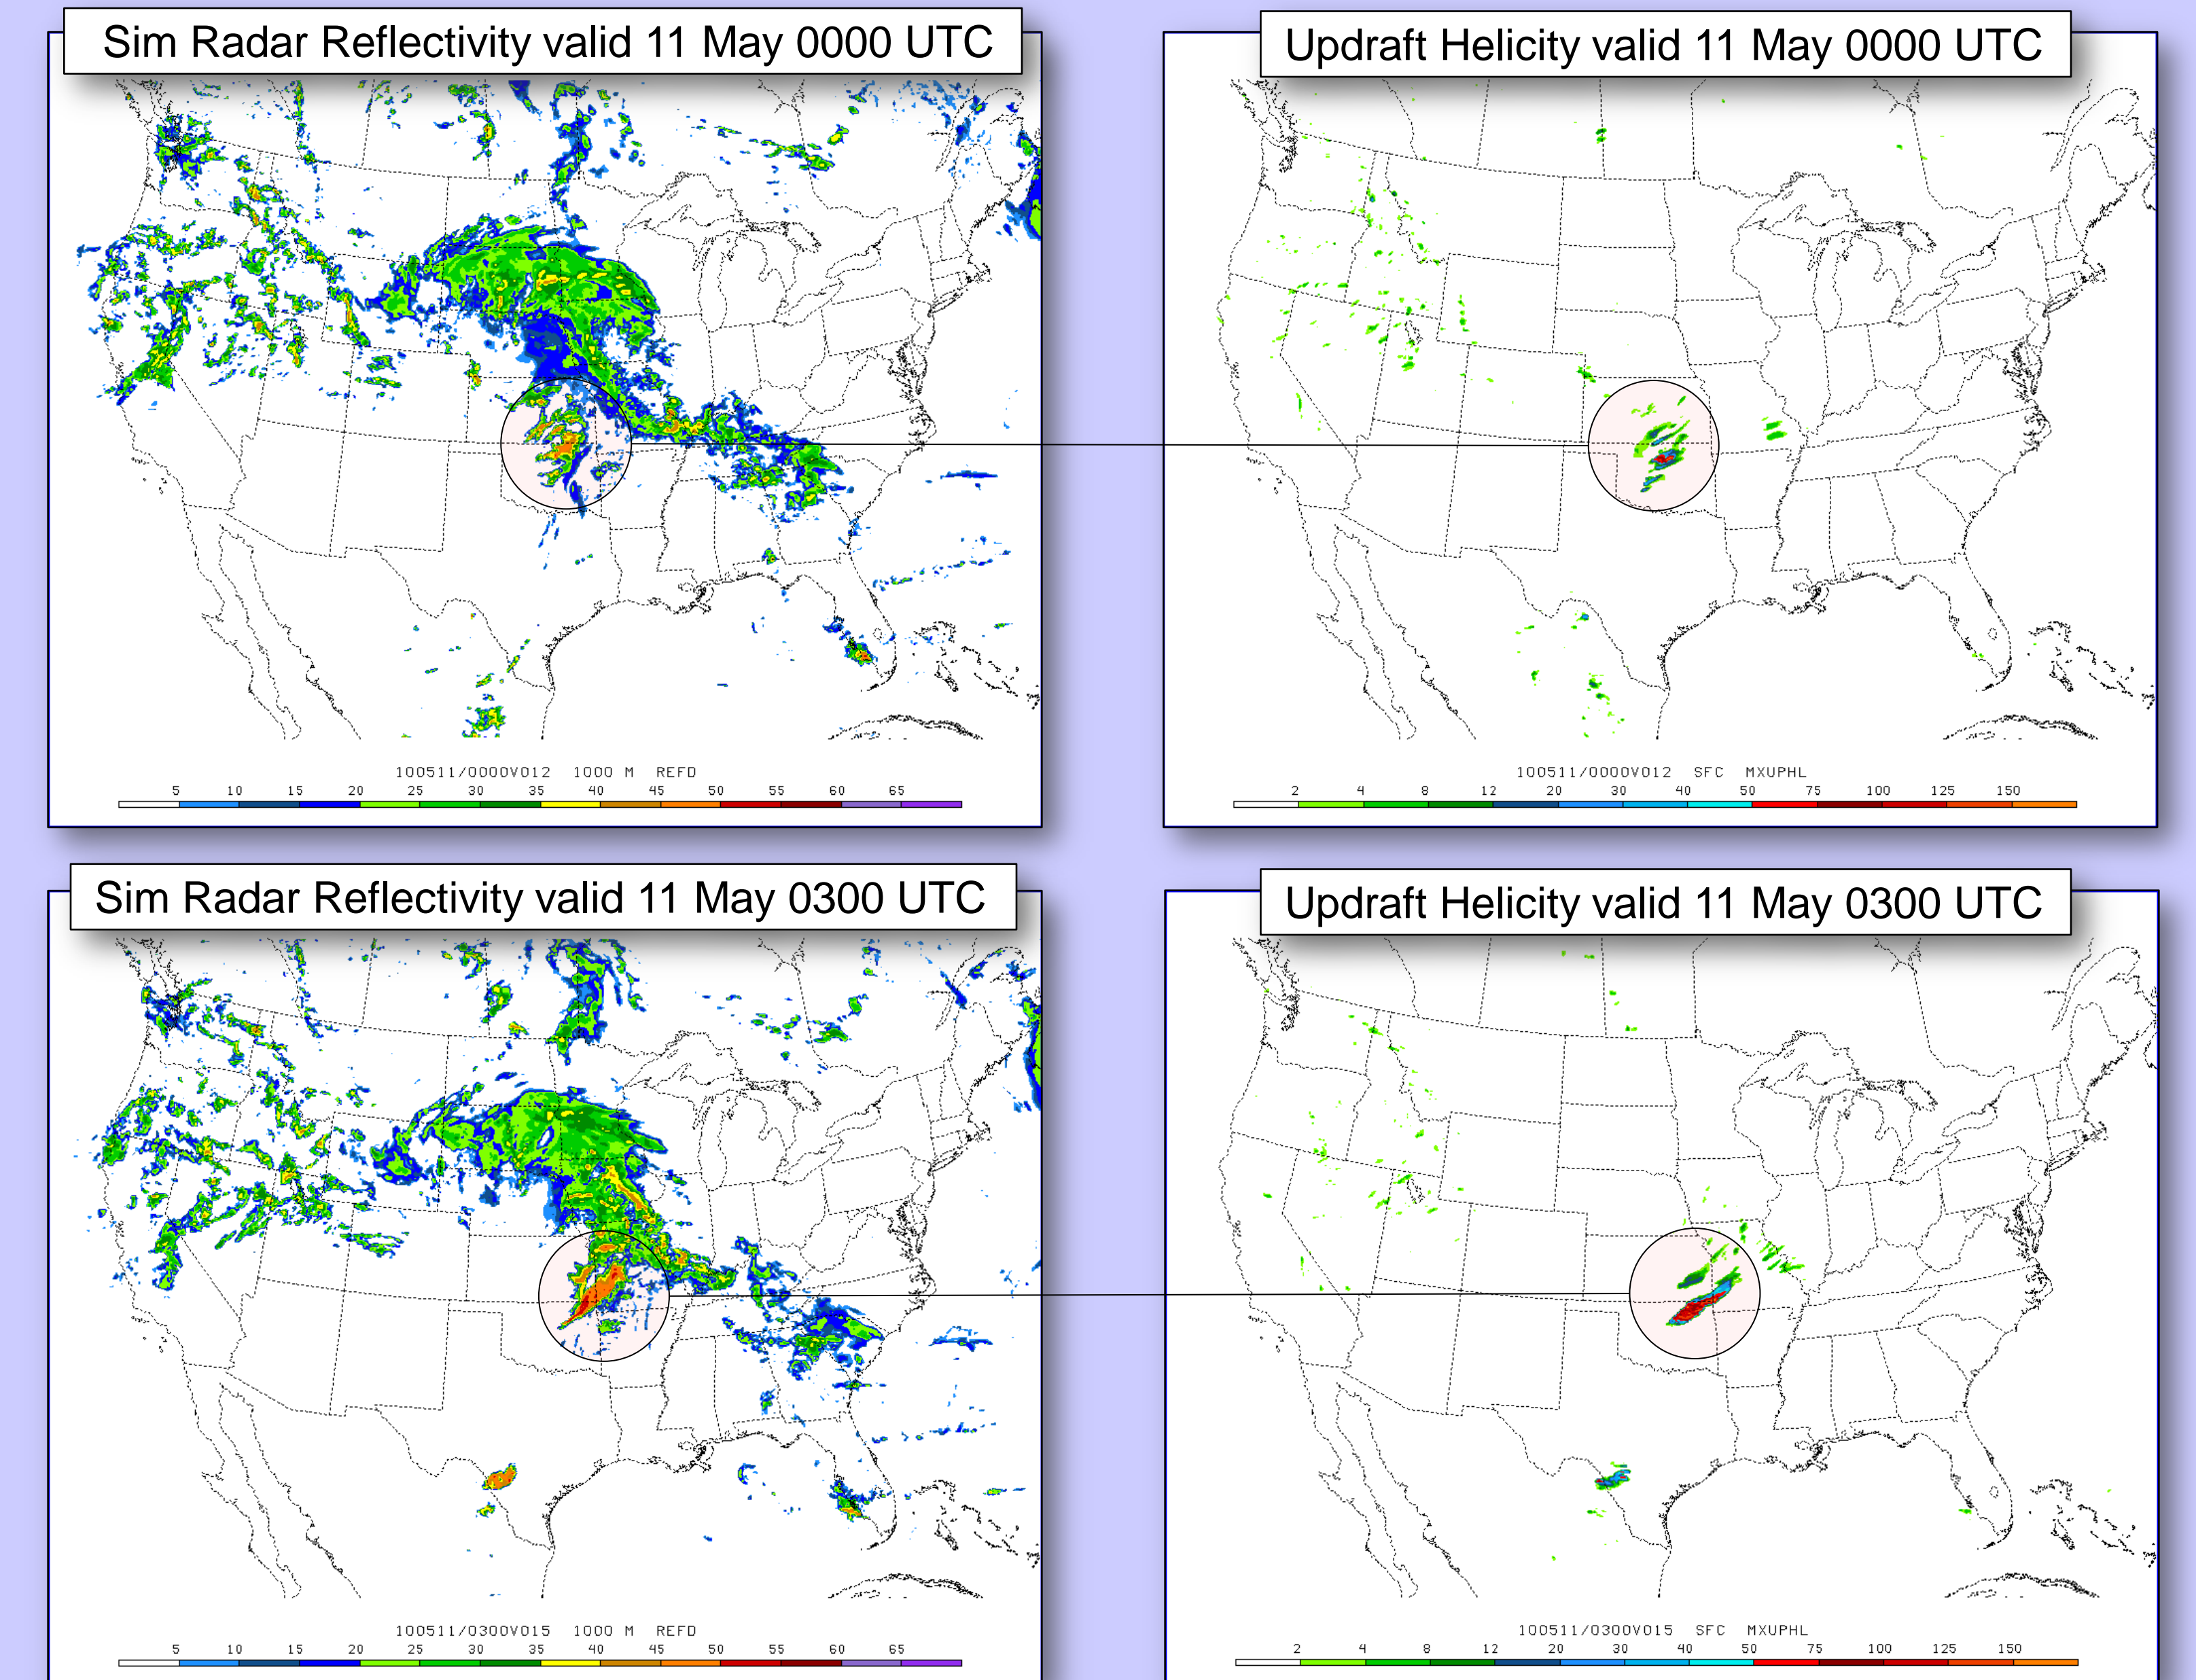 Sim Radar Reflectivity valid 11 May 0000 UTC
Updraft Helicity valid 11 May 0000 UTC
100511/0000V012 1000 M REFD
5 10 15 20 25 30 35 40 45 50 55 60 65
100511/0000V012 SFC MXUPHL
2 4 8 12 20 30 40 50 75 100 125 150
Sim Radar Reflectivity valid 11 May 0300 UTC
Updraft Helicity valid 11 May 0300 UTC
100511/0300V015 1000 M REFD
5 10 15 20 25 30 35 40 45 50 55 60 65
100511/0300V015 SFC MXUPHL
2 4 8 12 20 30 40 50 75 100 125 150